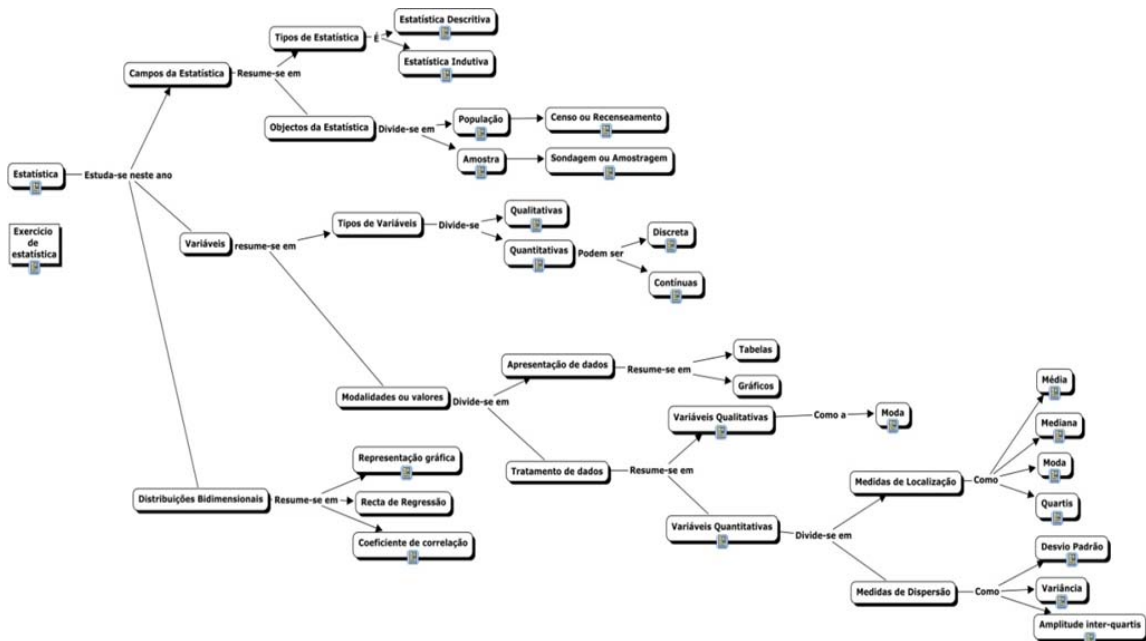 Estatística
Estuda-se neste ano
Exercicio
de
estatística
Campos da Estatística
Resume-se em
Tipos de Estatística
É
Estatística Descritiva
Estatística Indutiva
Objectos da Estatística
Divide-se em
População
Censo ou Recenseamento
Amostra
Sondagem ou Amostragem
Variáveis
resume-se em
Tipos de Variáveis
Divide-se
Qualitativas
Quantitativas
Podem ser
Discreta
Contínuas
Modalidades ou valores
Divide-se em
Apresentação de dados
Resume-se em
Tabelas
Gráficos
Tratamento de dados
Resume-se em
Variáveis Qualitativas
Como a
Moda
Variáveis Quantitativas
Divide-se em
Medidas de Localização
Como
Média
Mediana
Moda
Quartis
Medidas de Dispersão
Como
Desvio Padrão
Variância
Amplitude inter-quartis
Distribuições Bidimensionais
Resume-se em
Representação gráfica
Recta de Regressão
Coeficiente de correlação